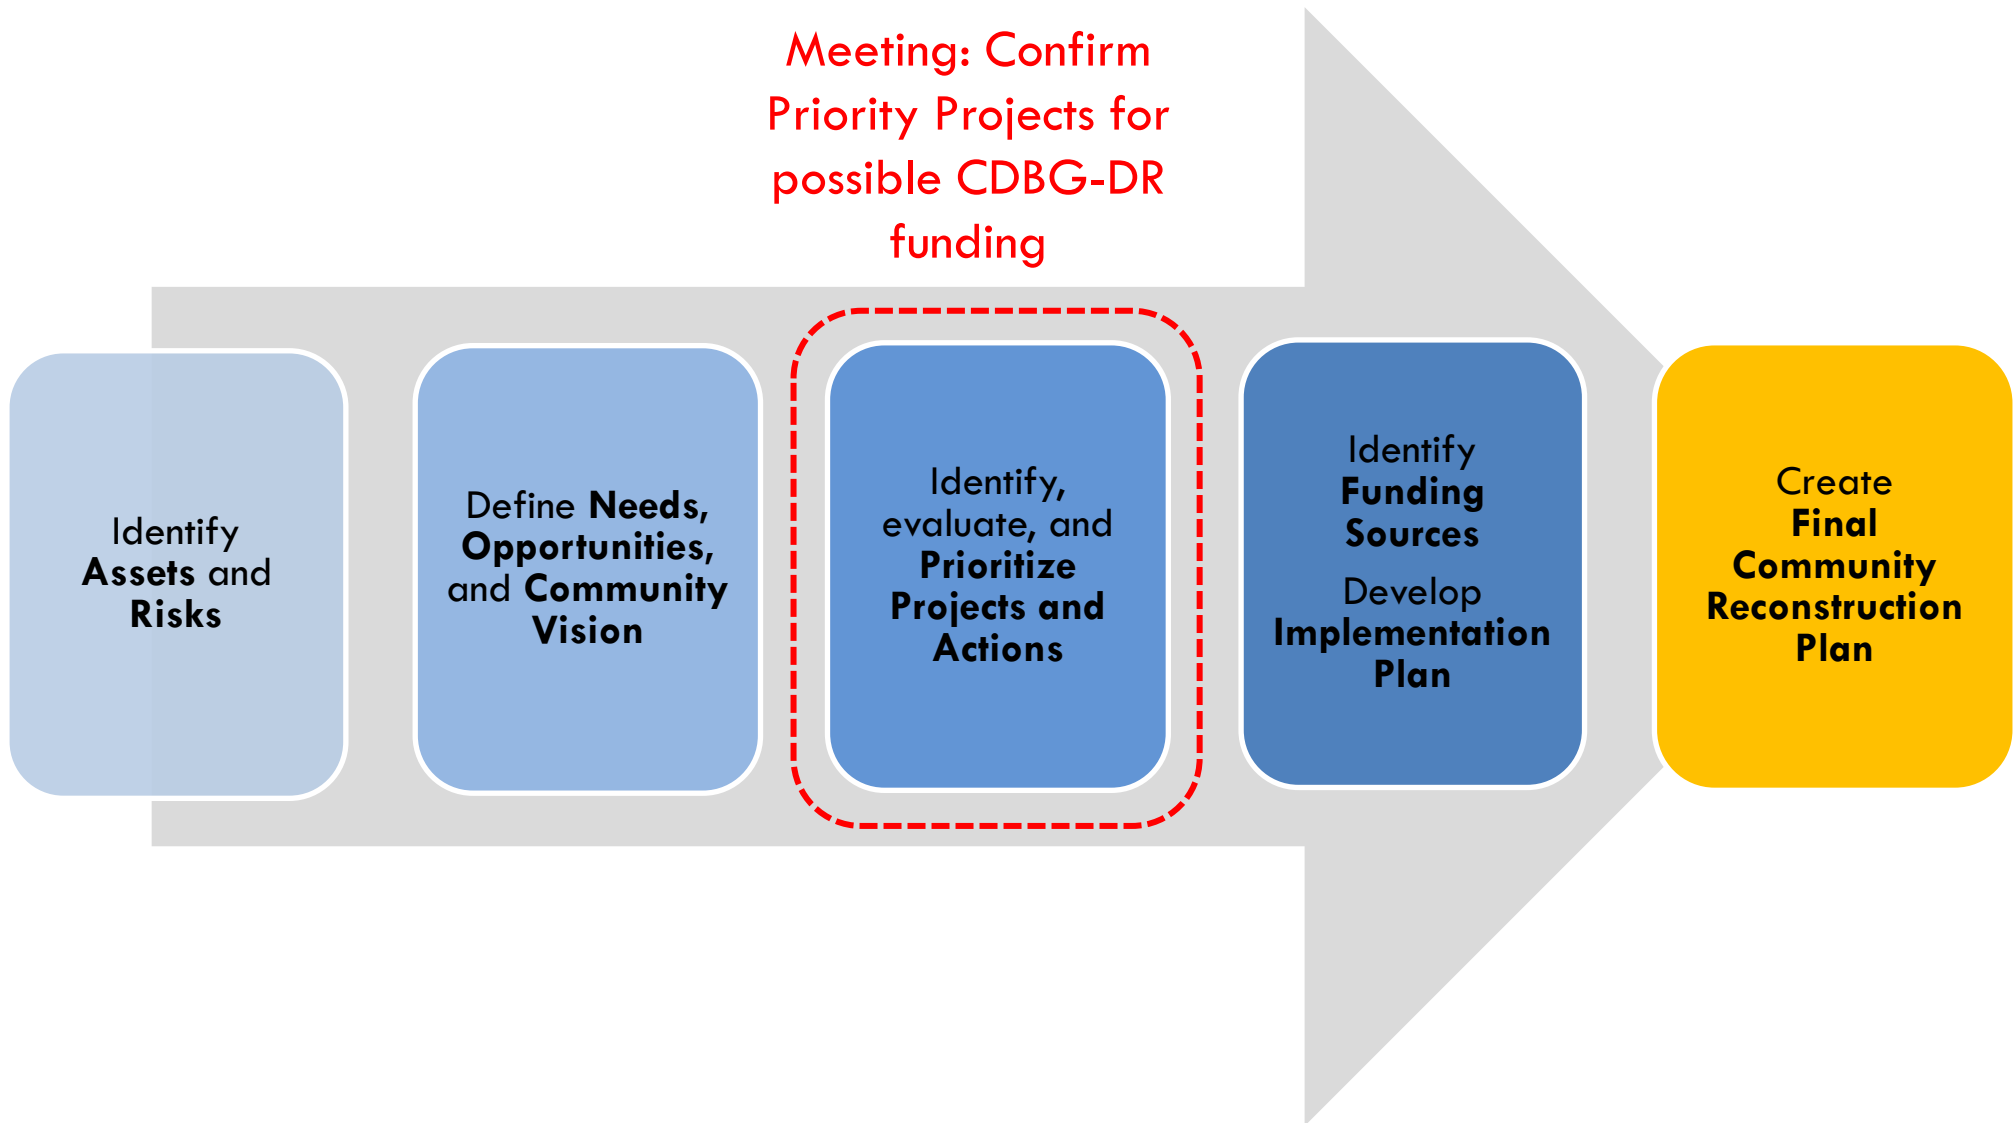 Meeting: Confirm
Priority Projects for
possible CDBG-DR
funding
Identify
Assets and
Risks
Define Needs,
Opportunities,
and Community
Vision
Identify,
evaluate, and
Prioritize
Projects and
Actions
Identify
Funding
Sources
Develop
Implementation
Plan
Create
Final
Community
Reconstruction
Plan